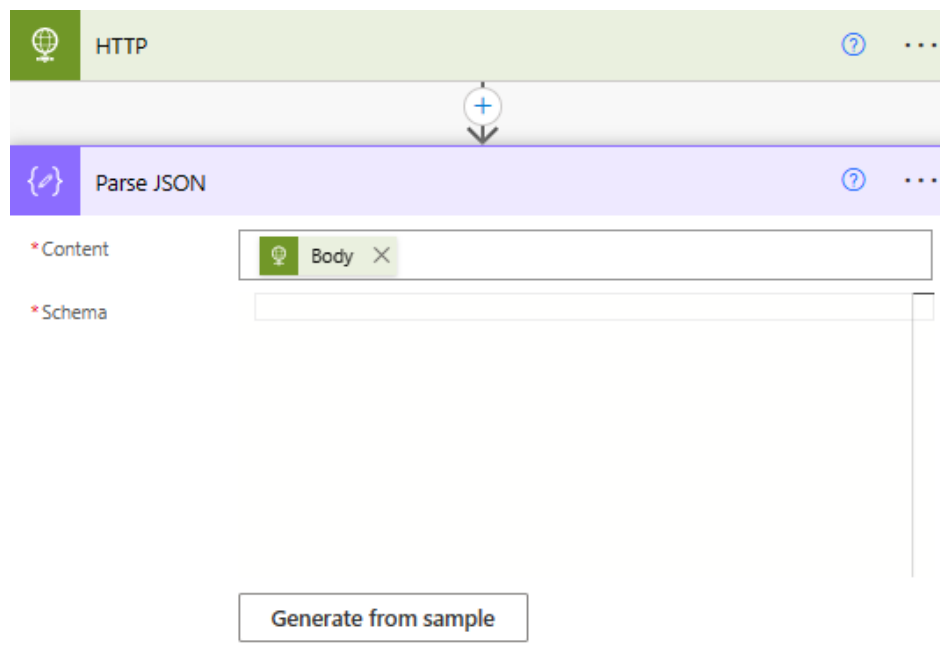 HTTP
Parse JSON
*Content
Body
*Schema
Generate from sample